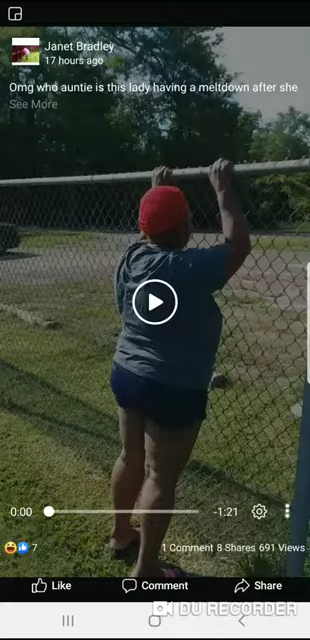 Janet Bradley
17 hours ago
Omg who auntie is this lady having a meltdown after she
See More
0:00
-1:21
7
1 Comment 8 Shares 691 Views
Like
Comment
Share
DU RECORDER